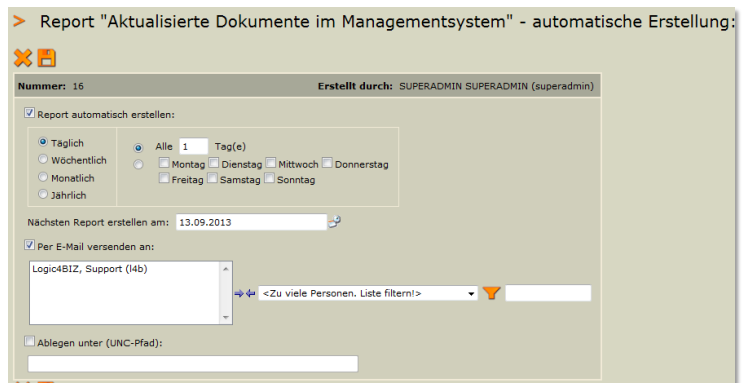 > Report "Aktualisierte Dokumente im Managementsystem" - automatische Erstellung:
Nummer: 16 Erstellt durch: SUPERADMIN SUPERADMIN (superadmin)
Report automatisch erstellen:
Täglich
Wöchentlich
Monatlich
Jährlich
Alle 1 Tag(e)
Montag Dienstag Mittwoch Donnerstag
Freitag Samstag Sonntag
Nächsten Report erstellen am: 13.09.2013
Per E-Mail versenden an:
Logic4BIZ, Support (l4b)
<Zu viele Personen. Liste filtern!>
Ablegen unter (UNC-Pfad):